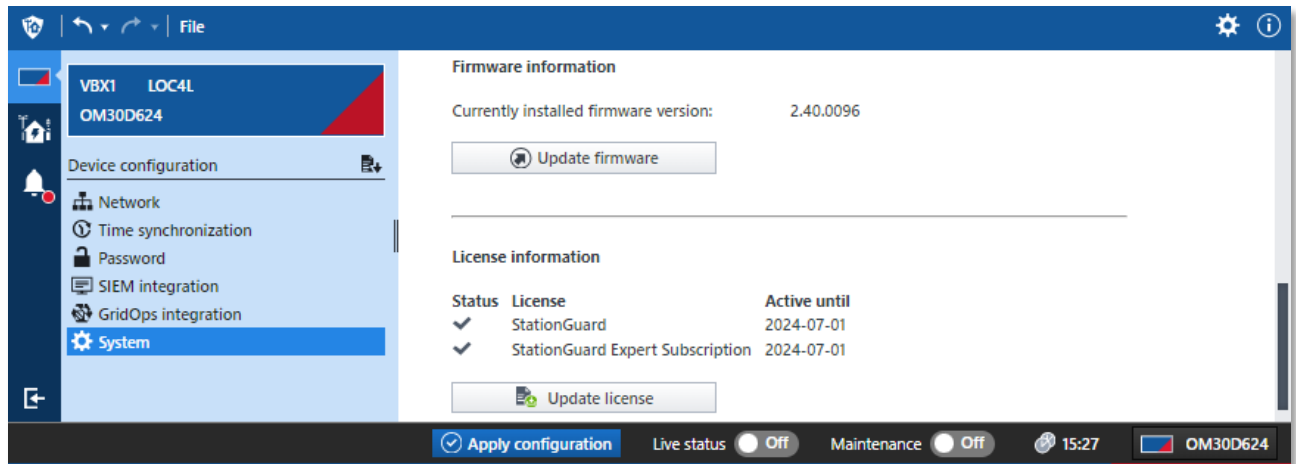 File
VBX1 LOC4L
OM30D624
Device configuration
Network
Time synchronization
Password
SIEM integration
GridOps integration
System
Firmware information
Currently installed firmware version: 2.40.0096
Update firmware
License information
Status License Active until
StationGuard 2024-07-01
StationGuard Expert Subscription 2024-07-01
Update license
Apply configuration Live status Off Maintenance Off 15:27 OM30D624